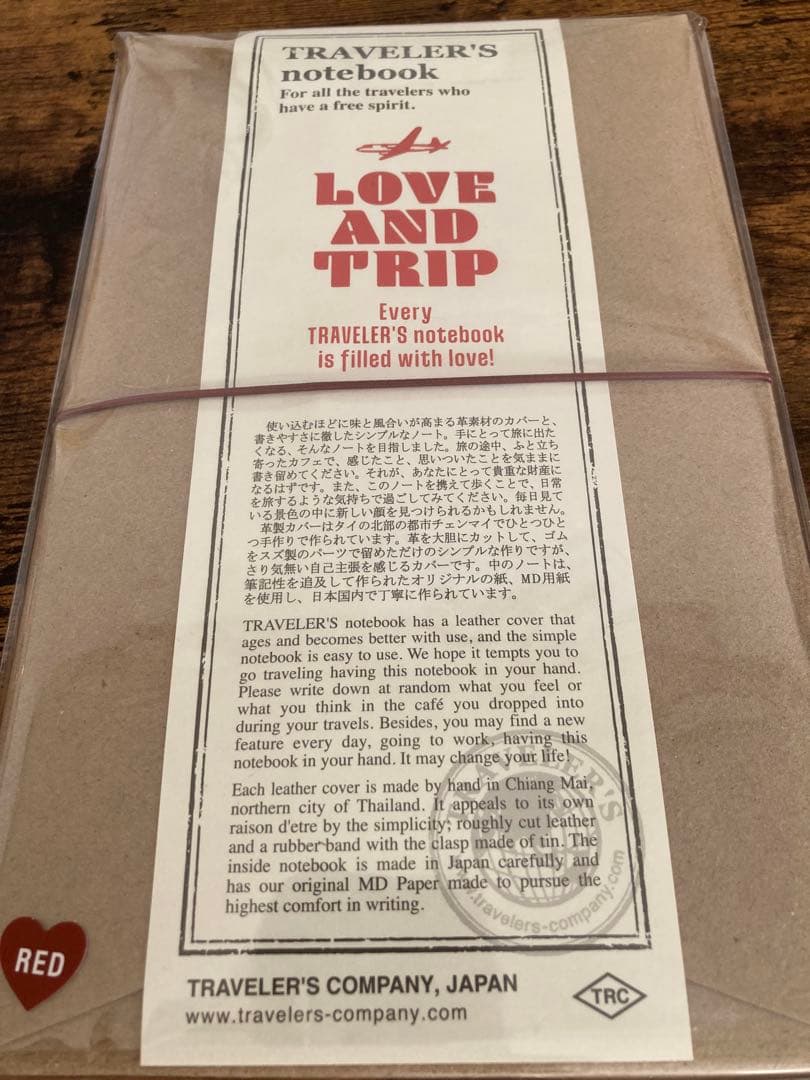 TRAVELER'S
notebook
For all the travelers who
have a free spirit.
LOVE
AND
TRIP
Every
TRAVELER'S notebook
is filled with love!
使い込むほどに味と風合いが高まる革素材のカバーと、
書きやすさに徹したシンプルなノート。手にとって旅に出た
くなる、そんなノートを目指しました。旅の途中、ふと立ち
寄ったカフェで、感じたこと、思いついたことを気ままに
書き留めてください。それが、あなたにとって貴重な財産に
なるはずです。また、このノートを携えて歩くことで、日常
を旅するような気持ちで過ごしてみてください。毎日見て
いる景色の中に新しい顔を見つけられるかもしれません。
革製カバーはタイの北部の都市チェンマイでひとつひと
つ手作りで作られています。革を大胆にカットして、ゴム
をスズ製のパーツで留めただけのシンプルな作りですが、
さり気無い自己主張を感じるカバーです。中のノートは、
筆記性を追及して作られたオリジナルの紙、MD用紙
を使用し、日本国内で丁寧に作られています。
TRAVELER'S notebook has a leather cover that
ages and becomes better with use, and the simple
notebook is easy to use. We hope it tempts you to
go traveling having this notebook in your hand.
Please write down at random what you feel or
what you think in the café you dropped into
during your travels. Besides, you may find a new
feature every day, going to work, having this
notebook in your hand. It may change your life!
Each leather cover is made by hand in Chiang Mai,
northern city of Thailand. It appeals to its own
raison d'etre by the simplicity; roughly cut leather
and a rubber band with the clasp made of tin. The
inside notebook is made in Japan carefully and
has our original MD Paper made to pursue the
highest comfort in writing.
TRAVELER'S
travelers-company.com
RED
TRAVELER'S COMPANY, JAPAN
www.travelers-company.com
TRC